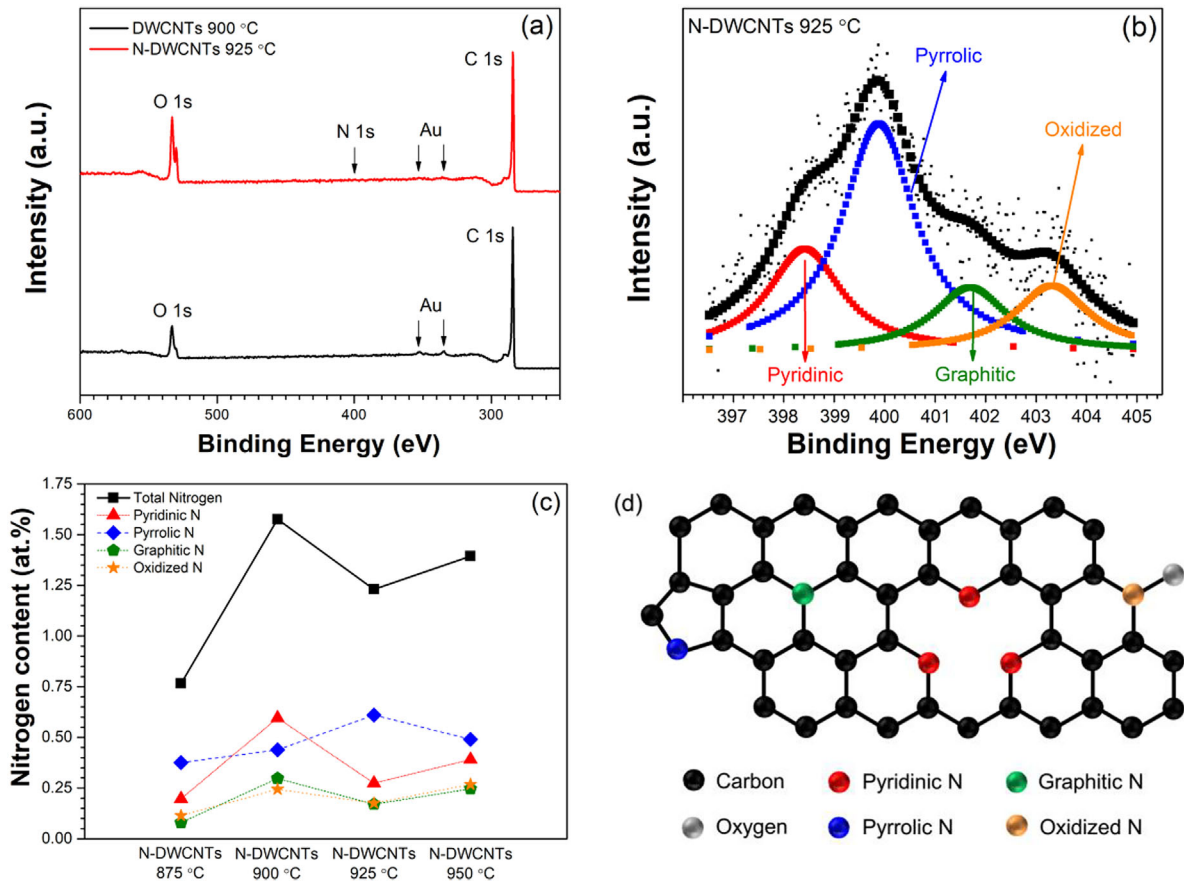 DWCNTs 900 °C
N-DWCNTs 925 °C
(a)
C 1s
O 1s
N 1s
Au
C 1s
O 1s
Au
Intensity (a.u.)
600
500
400
300
Binding Energy (eV)
N-DWCNTs 925 °C
(b)
Pyrrolic
Oxidized
Pyridinic
Graphitic
Intensity (a.u.)
397
398
399
400
401
402
403
404
405
Binding Energy (eV)
(c)
Total Nitrogen
Pyridinic N
Pyrrolic N
Graphitic N
Oxidized N
Nitrogen content (at.%)
1.75
1.50
1.25
1.00
0.75
0.50
0.25
0.00
N-DWCNTs
875 °C
N-DWCNTs
900 °C
N-DWCNTs
925 °C
N-DWCNTs
950 °C
(d)
Carbon
Pyridinic N
Graphitic N
Oxygen
Pyrrolic N
Oxidized N